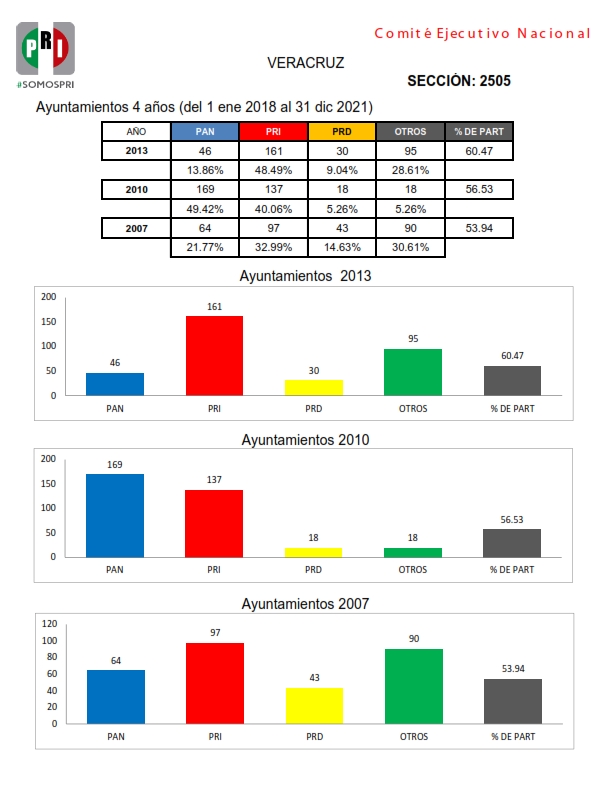 PRI
#SOMOSPRI
Comité Ejecutivo Nacional
VERACRUZ
SECCIÓN: 2505
Ayuntamientos 4 años (del 1 ene 2018 al 31 dic 2021)
AÑO PAN PRI PRD OTROS % DE PART
2013 46 161 30 95 60.47
13.86% 48.49% 9.04% 28.61%
2010 169 137 18 18 56.53
49.42% 40.06% 5.26% 5.26%
2007 64 97 43 90 53.94
21.77% 32.99% 14.63% 30.61%
Ayuntamientos 2013
200
150
100
50
0
46 161 30 95 60.47
PAN PRI PRD OTROS % DE PART
Ayuntamientos 2010
200
150
100
50
0
169 137 18 18 56.53
PAN PRI PRD OTROS % DE PART
Ayuntamientos 2007
120
100
80
60
40
20
0
64 97 43 90 53.94
PAN PRI PRD OTROS % DE PART